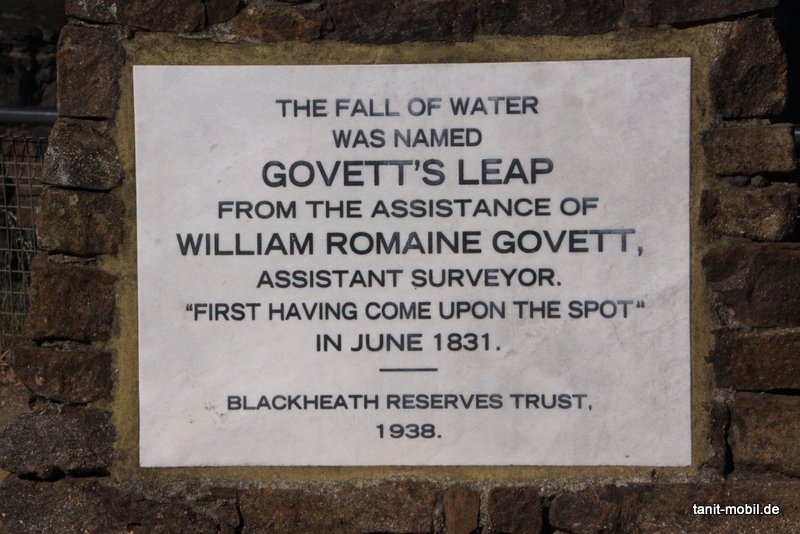 THE FALL OF WATER
WAS NAMED
GOVETT'S LEAP
FROM THE ASSISTANCE OF
WILLIAM ROMAINE GOVETT,
ASSISTANT SURVEYOR.
"FIRST HAVING COME UPON THE SPOT"
IN JUNE 1831.
BLACKHEATH RESERVES TRUST,
1938.
tanit-mobil.de